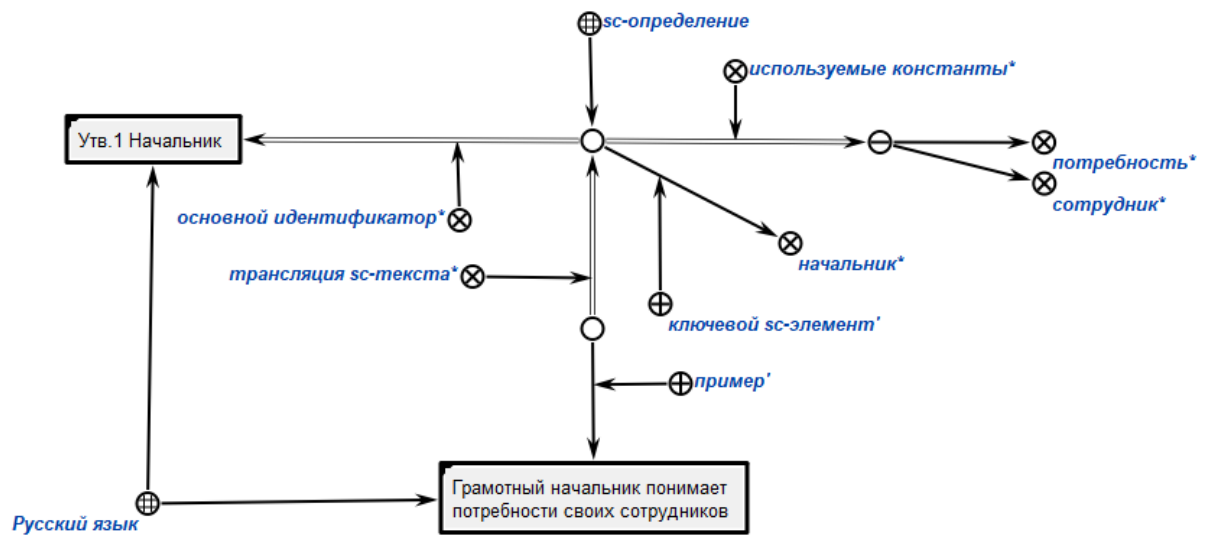 sc-определение
используемые константы*
Утв.1 Начальник
потребность*
сотрудник*
основной идентификатор*
начальник*
трансляция sc-текста*
ключевой sc-элемент'
пример'
Грамотный начальник понимает
потребности своих сотрудников
Русский язык